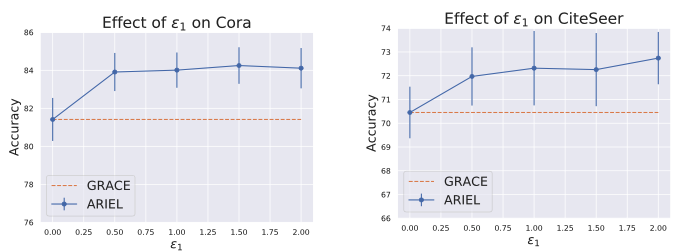 Effect of ε₁ on Cora
Accuracy
86
84
82
80
78
76
GRACE
ARIEL
0.00 0.25 0.50 0.75 1.00 1.25 1.50 1.75 2.00
ε₁
Effect of ε₁ on CiteSeer
Accuracy
74
73
72
71
70
69
68
67
66
GRACE
ARIEL
0.00 0.25 0.50 0.75 1.00 1.25 1.50 1.75 2.00
ε₁